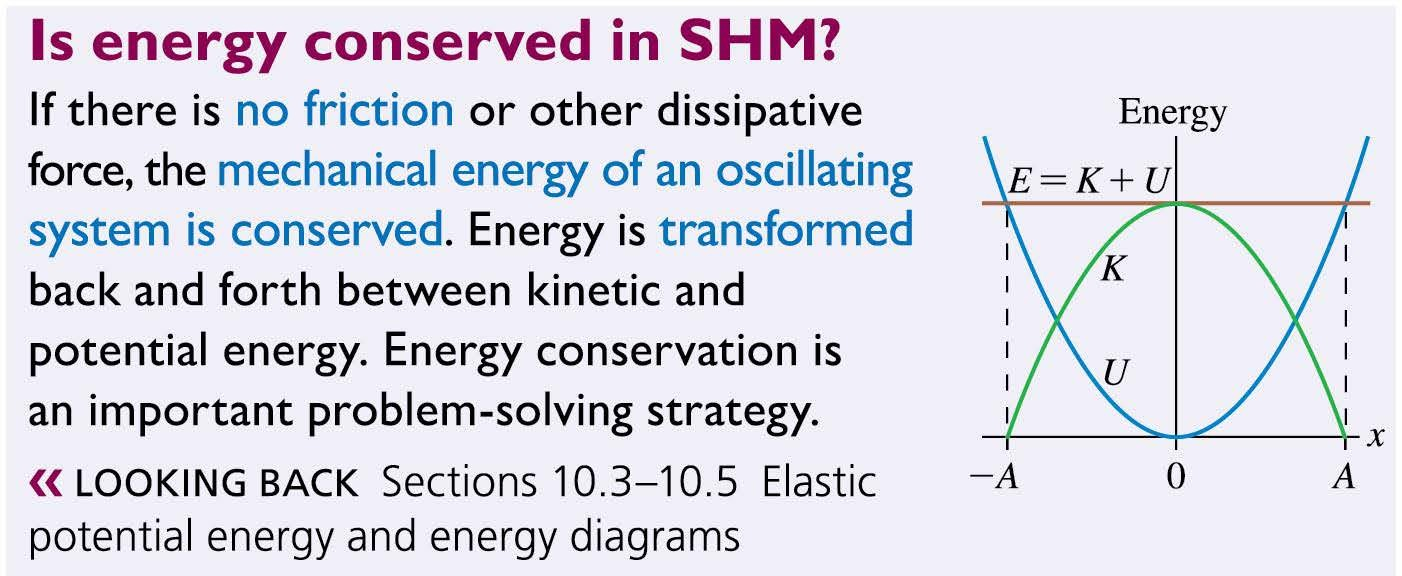 Is energy conserved in SHM?
If there is no friction or other dissipative
force, the mechanical energy of an oscillating
system is conserved. Energy is transformed
back and forth between kinetic and
potential energy. Energy conservation is
an important problem-solving strategy.
« LOOKING BACK Sections 10.3–10.5 Elastic
potential energy and energy diagrams
Energy
E = K + U
K
U
x
−A
0
A